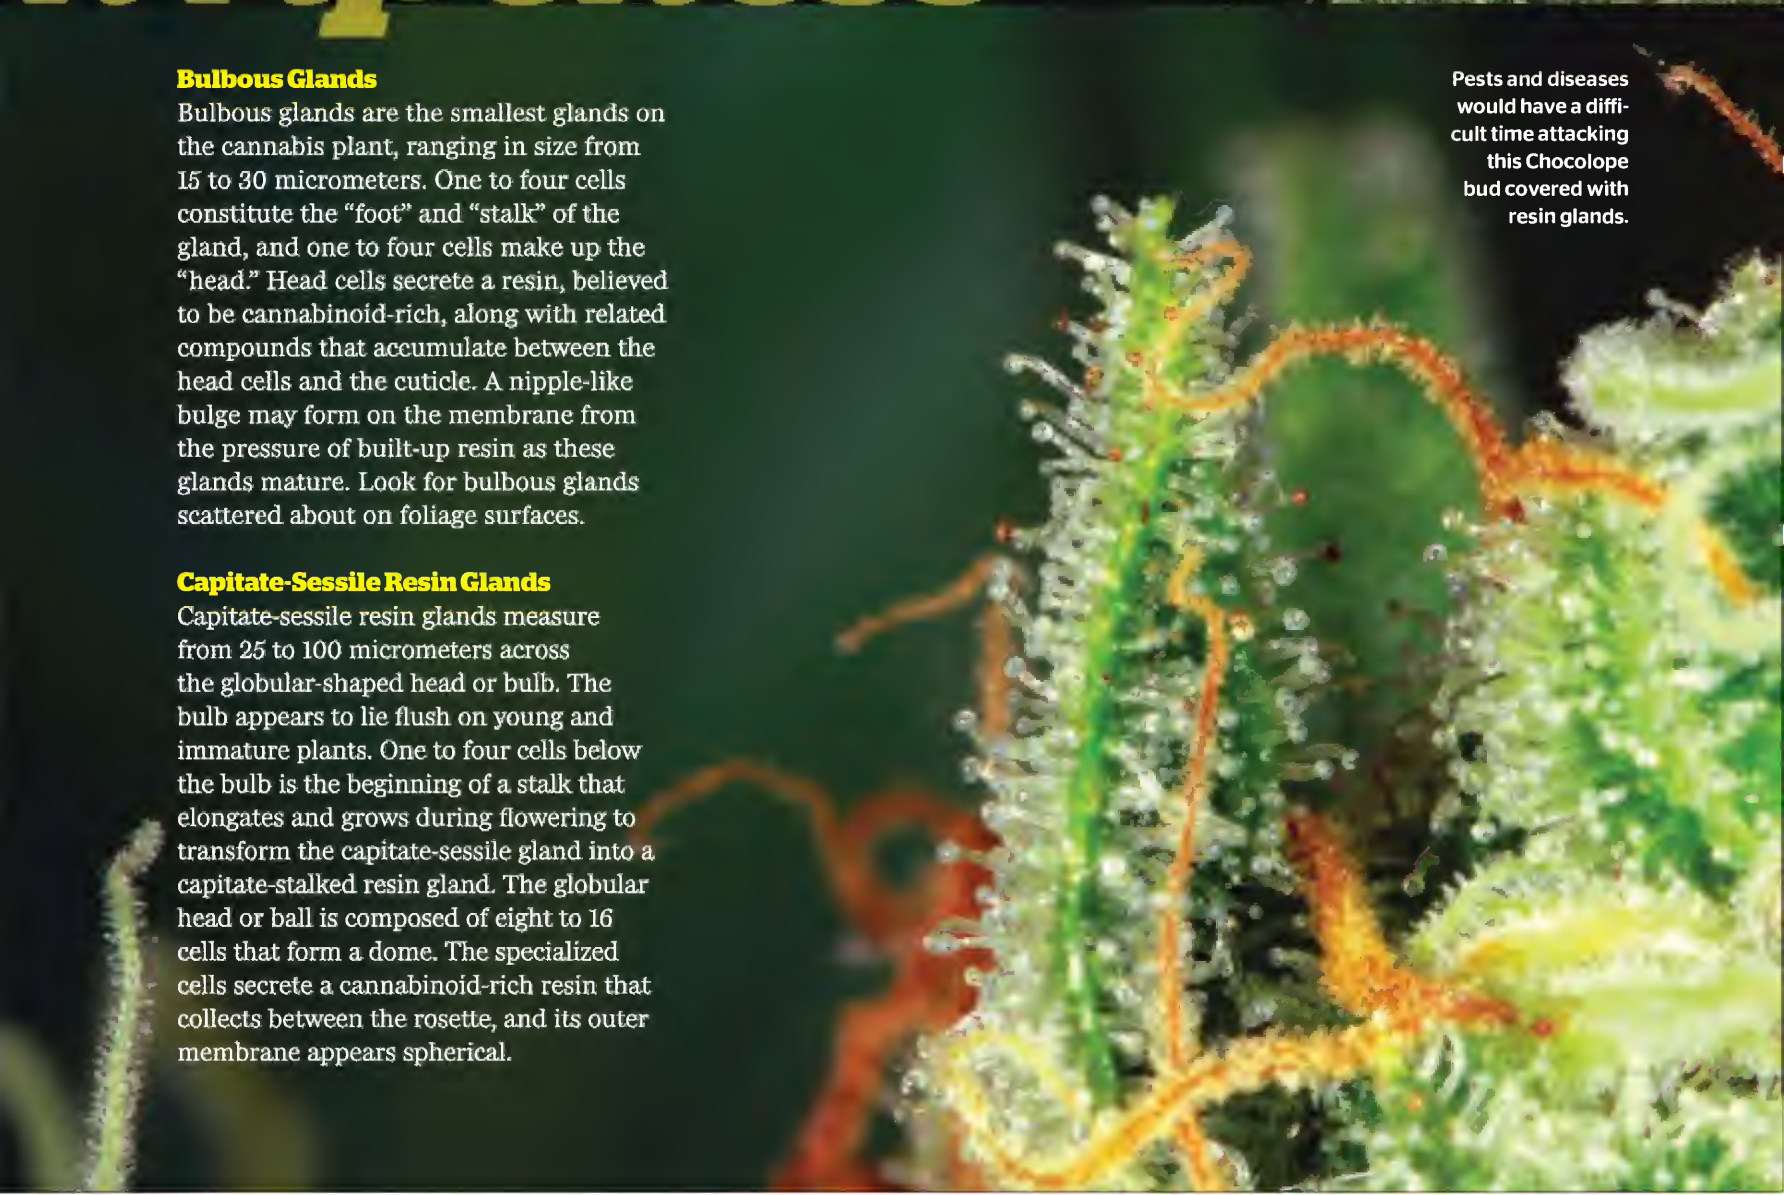 Bulbous Glands
Bulbous glands are the smallest glands on
the cannabis plant, ranging in size from
15 to 30 micrometers. One to four cells
constitute the “foot” and “stalk” of the
gland, and one to four cells make up the
“head.” Head cells secrete a resin, believed
to be cannabinoid-rich, along with related
compounds that accumulate between the
head cells and the cuticle. A nipple-like
bulge may form on the membrane from
the pressure of built-up resin as these
glands mature. Look for bulbous glands
scattered about on foliage surfaces.
Capitate-Sessile Resin Glands
Capitate-sessile resin glands measure
from 25 to 100 micrometers across
the globular-shaped head or bulb. The
bulb appears to lie flush on young and
immature plants. One to four cells below
the bulb is the beginning of a stalk that
elongates and grows during flowering to
transform the capitate-sessile gland into a
capitate-stalked resin gland. The globular
head or ball is composed of eight to 16
cells that form a dome. The specialized
cells secrete a cannabinoid-rich resin that
collects between the rosette, and its outer
membrane appears spherical.
Pests and diseases
would have a diffi-
cult time attacking
this Chocolope
bud covered with
resin glands.